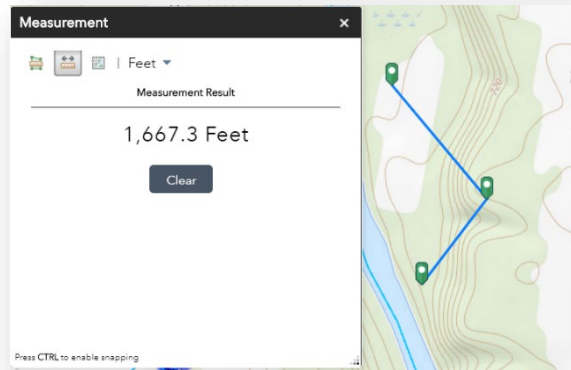 Measurement ×
| Feet
Measurement Result
1,667.3 Feet
Clear
Press CTRL to enable snapping